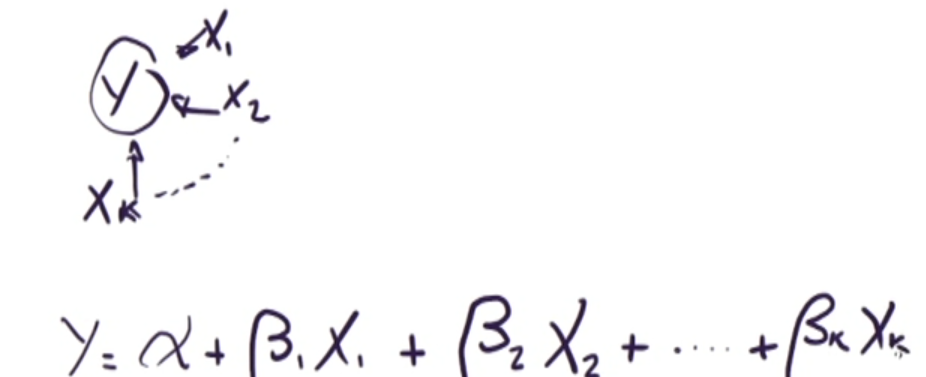 X₁
Y
X₂
Xₖ
Y = α + β₁X₁ + β₂X₂ + ..... + βₖXₖ